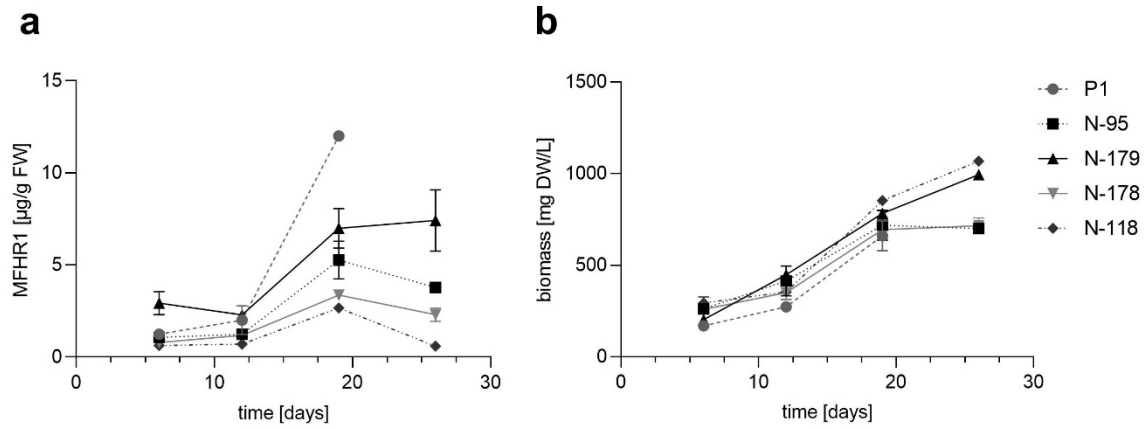 a
15
10
5
0
MFHR1 [µg/g FW]
0 10 20 30
time [days]
b
1500
1000
500
0
biomass [mg DW/L]
0 10 20 30
time [days]
P1
N-95
N-179
N-178
N-118